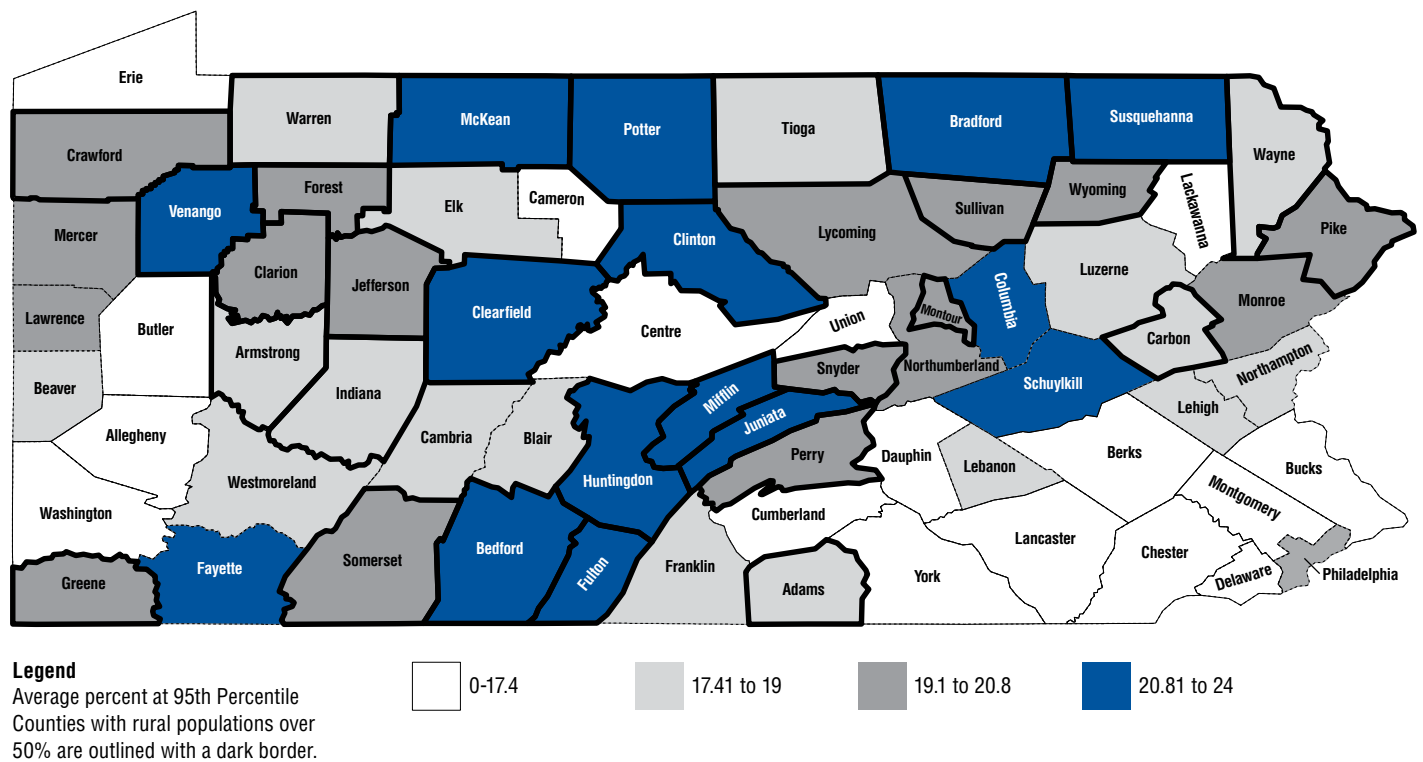 Erie
Warren
McKean
Potter
Tioga
Bradford
Susquehanna
Wayne
Crawford
Forest
Venango
Elk
Cameron
Clinton
Lycoming
Sullivan
Wyoming
Lackawanna
Pike
Mercer
Clarion
Jefferson
Clearfield
Centre
Union
Montour
Columbia
Luzerne
Monroe
Lawrence
Butler
Armstrong
Indiana
Carbon
Northumberland
Snyder
Mifflin
Juniata
Schuylkill
Northampton
Lehigh
Beaver
Allegheny
Cambria
Blair
Huntingdon
Perry
Dauphin
Lebanon
Berks
Bucks
Montgomery
Westmoreland
Washington
Cumberland
Lancaster
Chester
Delaware
Philadelphia
Greene
Fayette
Somerset
Bedford
Fulton
Franklin
Adams
York
Legend
Average percent at 95th Percentile
Counties with rural populations over
50% are outlined with a dark border.
0-17.4
17.41 to 19
19.1 to 20.8
20.81 to 24